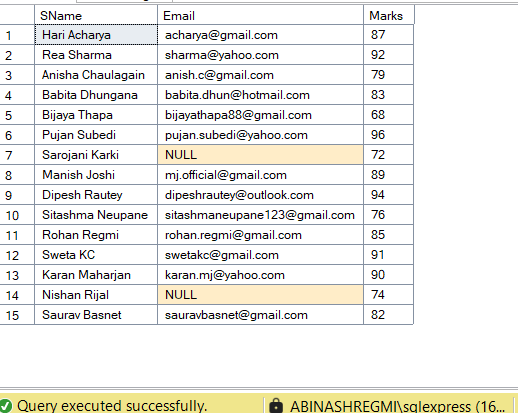 SName Email Marks
1 Hari Acharya acharya@gmail.com 87
2 Rea Sharma sharma@yahoo.com 92
3 Anisha Chaulagain anish.c@gmail.com 79
4 Babita Dhungana babita.dhun@hotmail.com 83
5 Bijaya Thapa bijayathapa88@gmail.com 68
6 Pujan Subedi pujan.subedi@yahoo.com 96
7 Sarojani Karki NULL 72
8 Manish Joshi mj.official@gmail.com 89
9 Dipesh Rautey dipeshrautey@outlook.com 94
10 Sitashma Neupane sitashmaneupane123@gmail.com 76
11 Rohan Regmi rohan.regmi@gmail.com 85
12 Sweta KC swetakc@gmail.com 91
13 Karan Maharjan karan.mj@yahoo.com 90
14 Nishan Rijal NULL 74
15 Saurav Basnet sauravbasnet@gmail.com 82
Query executed successfully. ABINASHREGMI\sqlexpress (16...